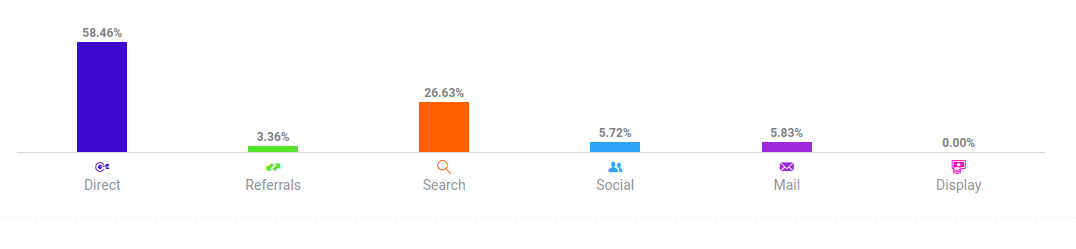 58.46%
3.36%
26.63%
5.72%
5.83%
0.00%
Direct
Referrals
Search
Social
Mail
Display